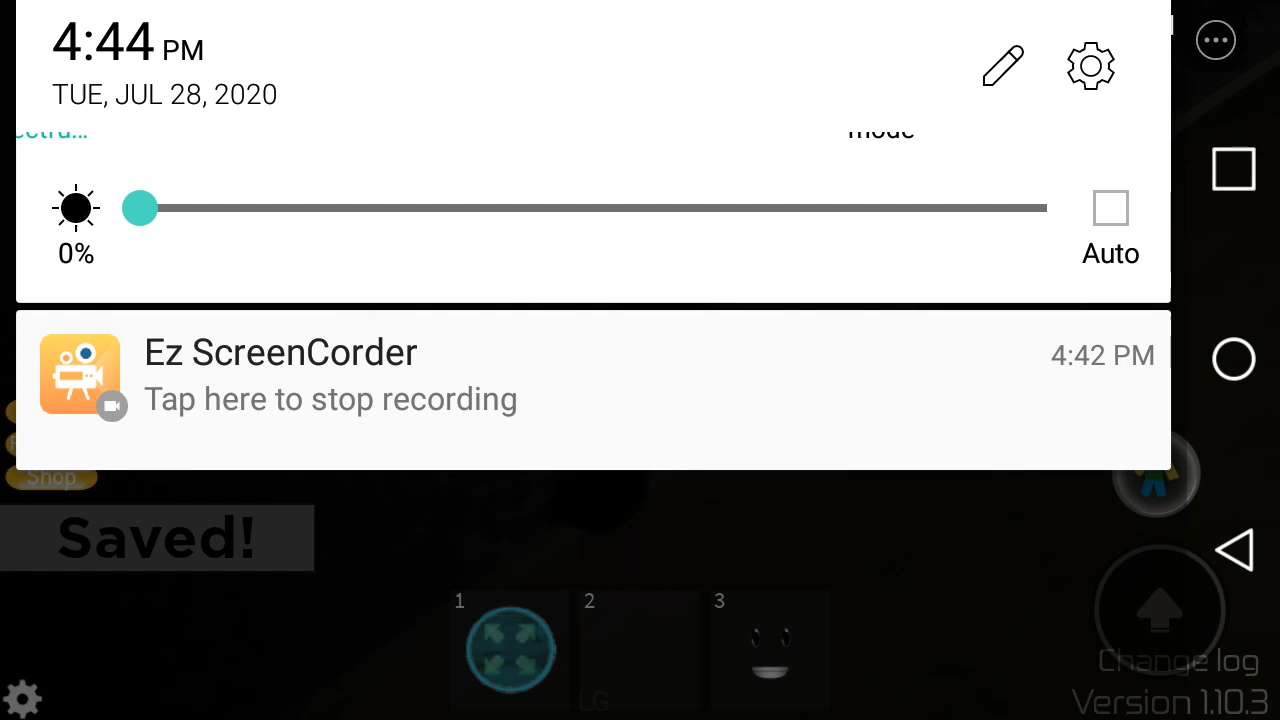 4:44 PM
TUE, JUL 28, 2020
mode
0%
Auto
Ez ScreenCorder
4:42 PM
Tap here to stop recording
Shop
Saved!
1
2
3
LG
Change log
Version 1.10.3